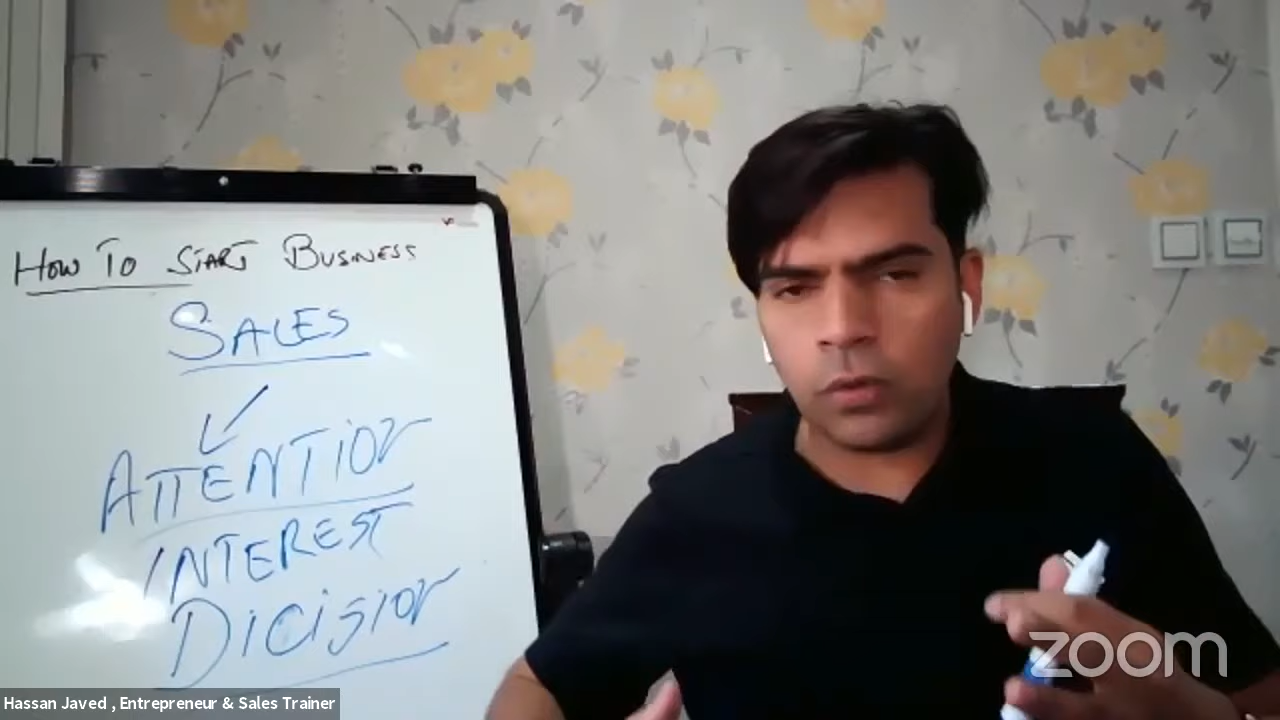 How To START BUSINESS
SALES
ATTENTION
INTEREST
DICISION
zoom
Hassan Javed , Entrepreneur & Sales Trainer